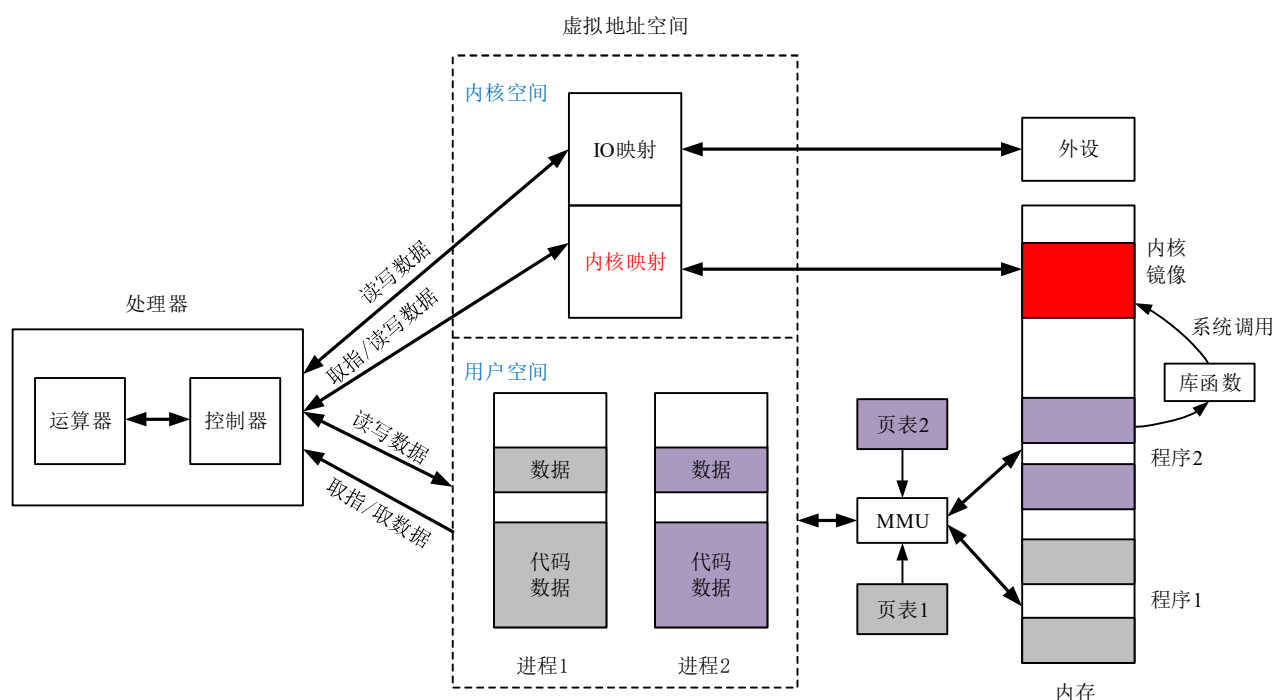 虚拟地址空间
内核空间
IO映射
外设
内核映射
内核
镜像
读写数据
取指/读写数据
处理器
系统调用
库函数
运算器
控制器
用户空间
读写数据
取指/取数据
数据
数据
页表2
程序2
MMU
代码
数据
代码
数据
页表1
程序1
进程1
进程2
内存